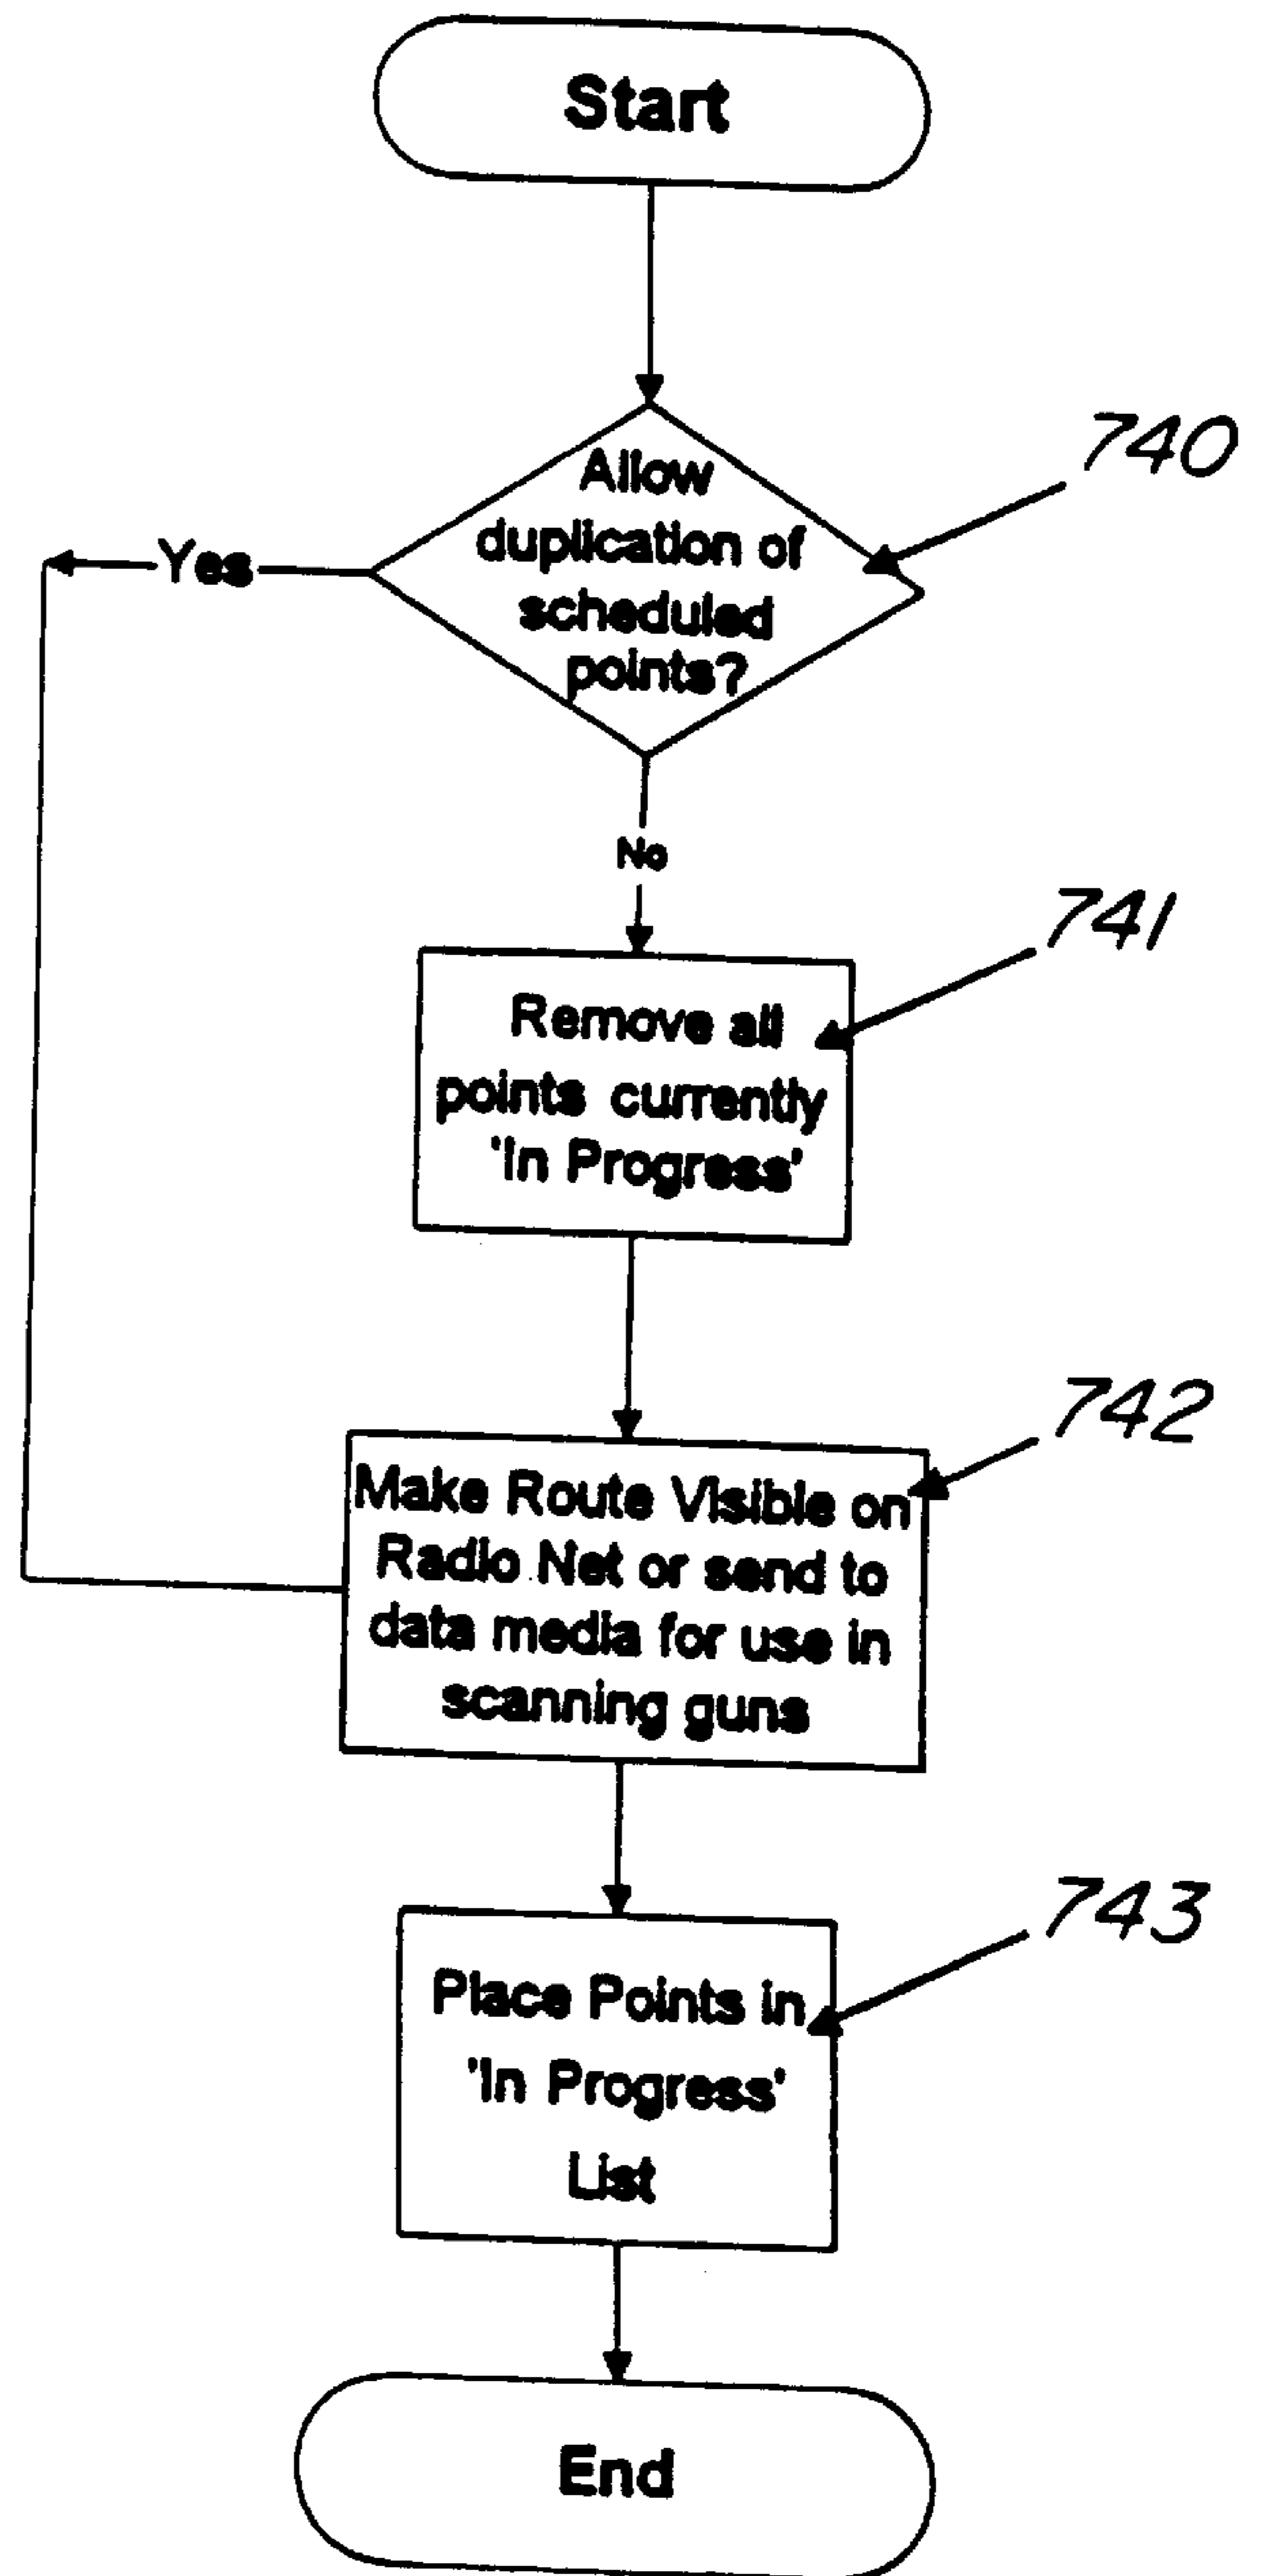 Start
740
Allow
duplication of
scheduled
points?
Yes
No
741
Remove all
points currently
'In Progress'
742
Make Route Visible on
Radio Net or send to
data media for use in
scanning guns
743
Place Points in
'In Progress'
List
End